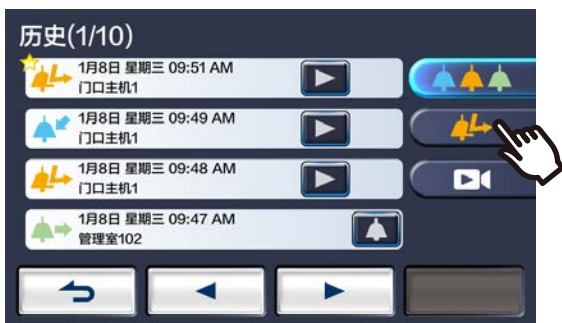 历史(1/10)
1月8日 星期三 09:51 AM
门口主机1
1月8日 星期三 09:49 AM
门口主机1
1月8日 星期三 09:48 AM
门口主机1
1月8日 星期三 09:47 AM
管理室102